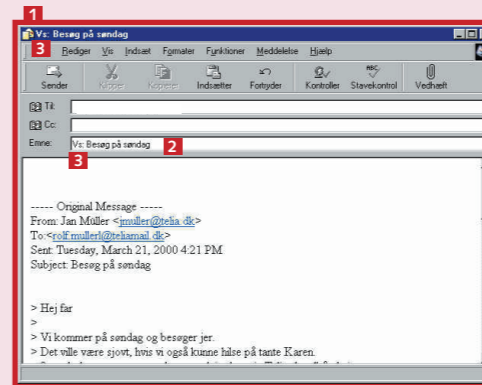 1
Vs: Besøg på søndag
3 Rediger Vis Indsæt Formater Funktioner Meddelelse Hjælp
Sender Klipper Kopierer Indsætter Fortryder Kontroller Stavekontrol Vedhæft
Til:
Cc:
Emne: Vs: Besøg på søndag 2
3
----- Original Message -----
From: Jan Müller <jmuller@telia.dk>
To:<rolf.mullerl@teliamail.dk>
Sent: Tuesday, March 21, 2000 4:21 PM
Subject: Besøg på søndag
> Hej far
>
> Vi kommer på søndag og besøger jer.
> Det ville være sjovt, hvis vi også kunne hilse på tante Karen.